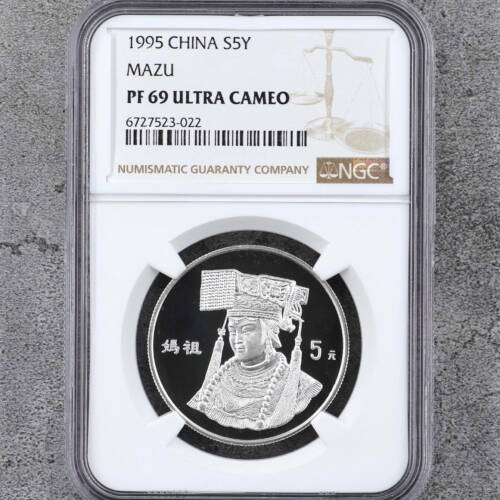 1995 CHINA S5Y
MAZU
PF 69 ULTRA CAMEO
6727523-022
NUMISMATIC GUARANTY COMPANY NGC®
媽祖 5元